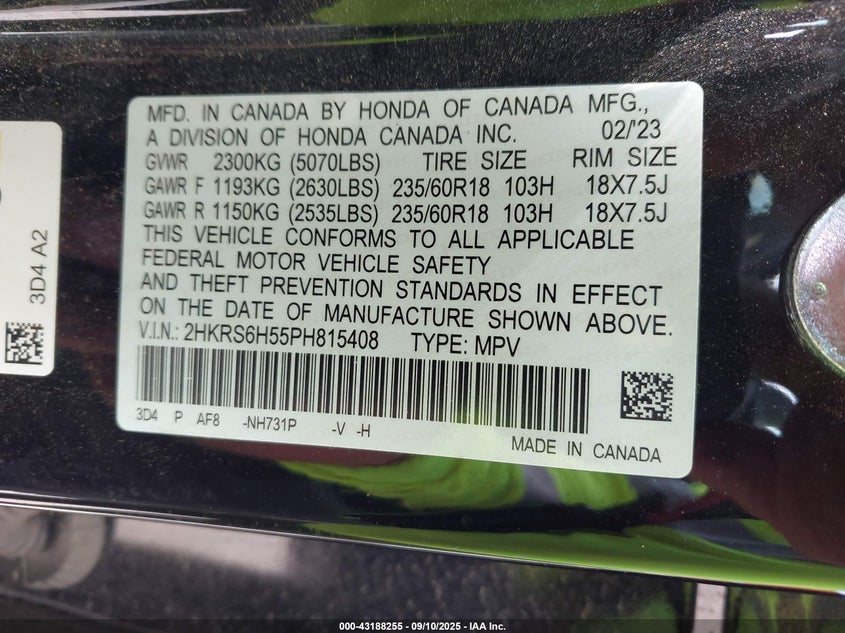 MFD. IN CANADA BY HONDA OF CANADA MFG.,
A DIVISION OF HONDA CANADA INC. 02/'23
GVWR 2300KG (5070LBS) TIRE SIZE RIM SIZE
GAWR F 1193KG (2630LBS) 235/60R18 103H 18X7.5J
GAWR R 1150KG (2535LBS) 235/60R18 103H 18X7.5J
THIS VEHICLE CONFORMS TO ALL APPLICABLE
FEDERAL MOTOR VEHICLE SAFETY
AND THEFT PREVENTION STANDARDS IN EFFECT
ON THE DATE OF MANUFACTURE SHOWN ABOVE.
V.I.N.: 2HKRS6H55PH815408 TYPE: MPV
3D4 P AF8 -NH731P -V -H
MADE IN CANADA
3D4 A2
000-43188255 - 09/10/2025 - IAA Inc.